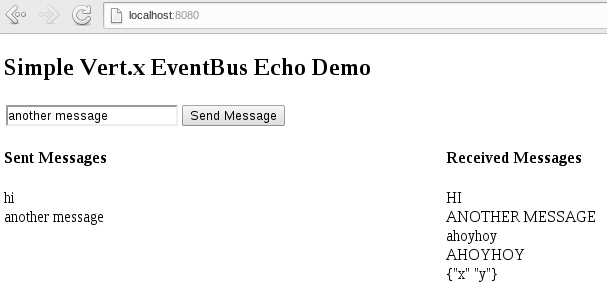 localhost:8080
Simple Vert.x EventBus Echo Demo
another message
Send Message
Sent Messages
hi
another message
Received Messages
HI
ANOTHER MESSAGE
ahoyhoy
AHOYHOY
{"x" "y"}